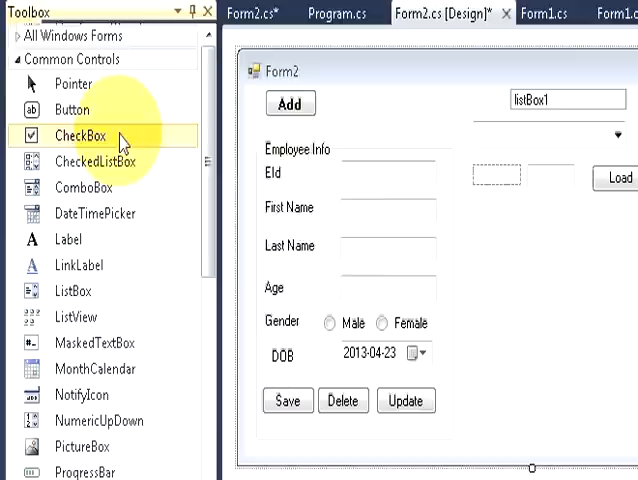 Toolbox
Form2.cs*
Program.cs
Form2.cs [Design]*
Form1.cs
Form1.c
All Windows Forms
Common Controls
Pointer
ab Button
CheckBox
CheckedListBox
ComboBox
DateTimePicker
A Label
A LinkLabel
ListBox
ListView
#- MaskedTextBox
MonthCalendar
NotifyIcon
NumericUpDown
PictureBox
ProgressBar
Form2
Add
listBox1
Employee Info
EId
Load
First Name
Last Name
Age
Gender
Male
Female
DOB
2013-04-23
Save
Delete
Update